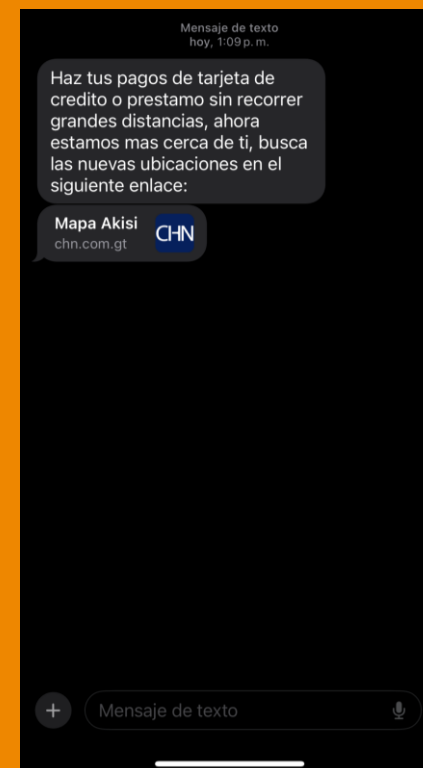 Mensaje de texto
hoy, 1:09 p. m.
Haz tus pagos de tarjeta de
credito o prestamo sin recorrer
grandes distancias, ahora
estamos mas cerca de ti, busca
las nuevas ubicaciones en el
siguiente enlace:
Mapa Akisi
chn.com.gt
CHN
Mensaje de texto